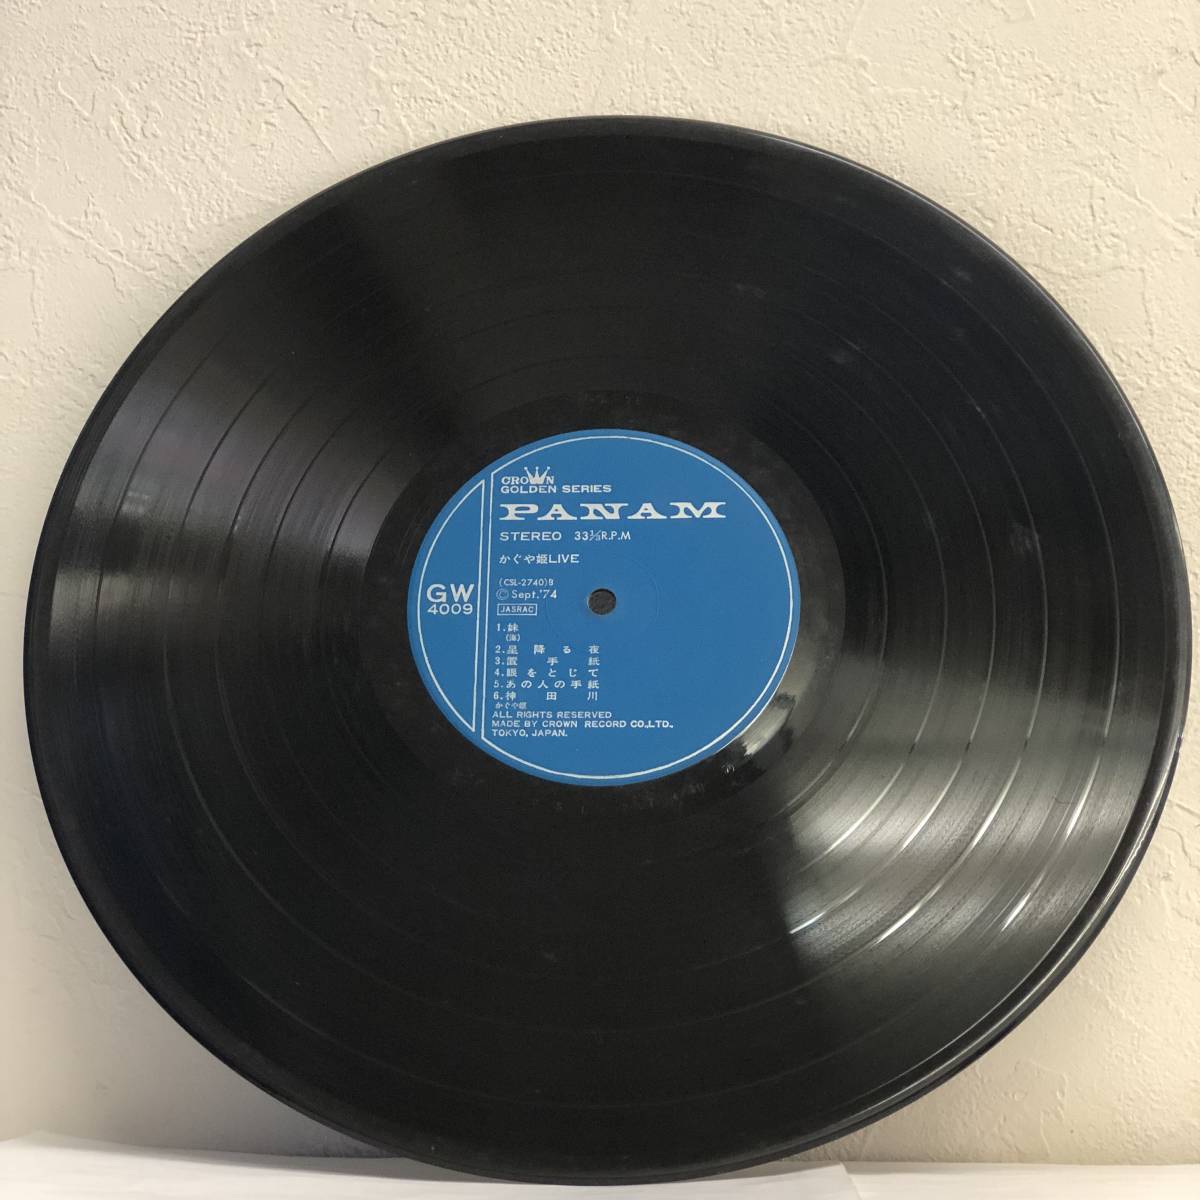 CROWN
GOLDEN SERIES
PANAM
STEREO 33⅓R.P.M
かぐや姫LIVE
GW
4009
(CSL-2740)B
©Sept.'74
JASRAC
1.妹
(海)
2.星降る夜
3.置手紙
4.眼をとじて
5.あの人の手紙
6.神田川
かぐや姫
ALL RIGHTS RESERVED
MADE BY CROWN RECORD CO.,LTD.,
TOKYO, JAPAN.